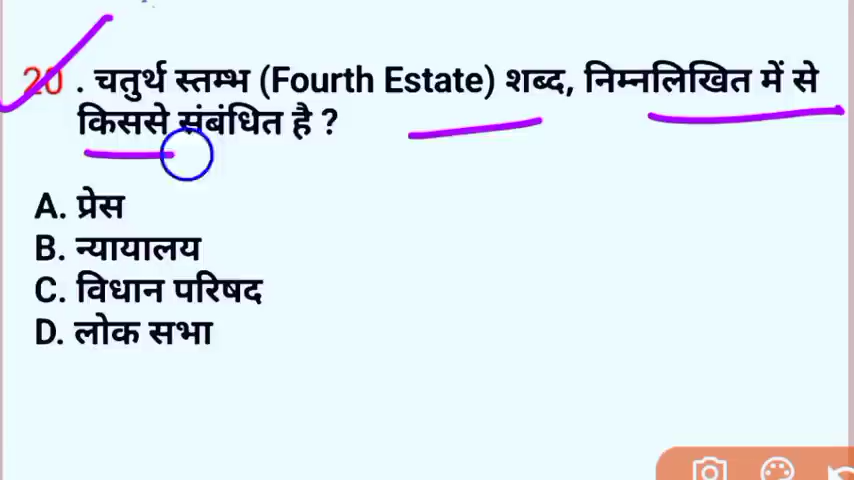 20 . चतुर्थ स्तम्भ (Fourth Estate) शब्द, निम्नलिखित में से
किससे संबंधित है ?
A. प्रेस
B. न्यायालय
C. विधान परिषद
D. लोक सभा